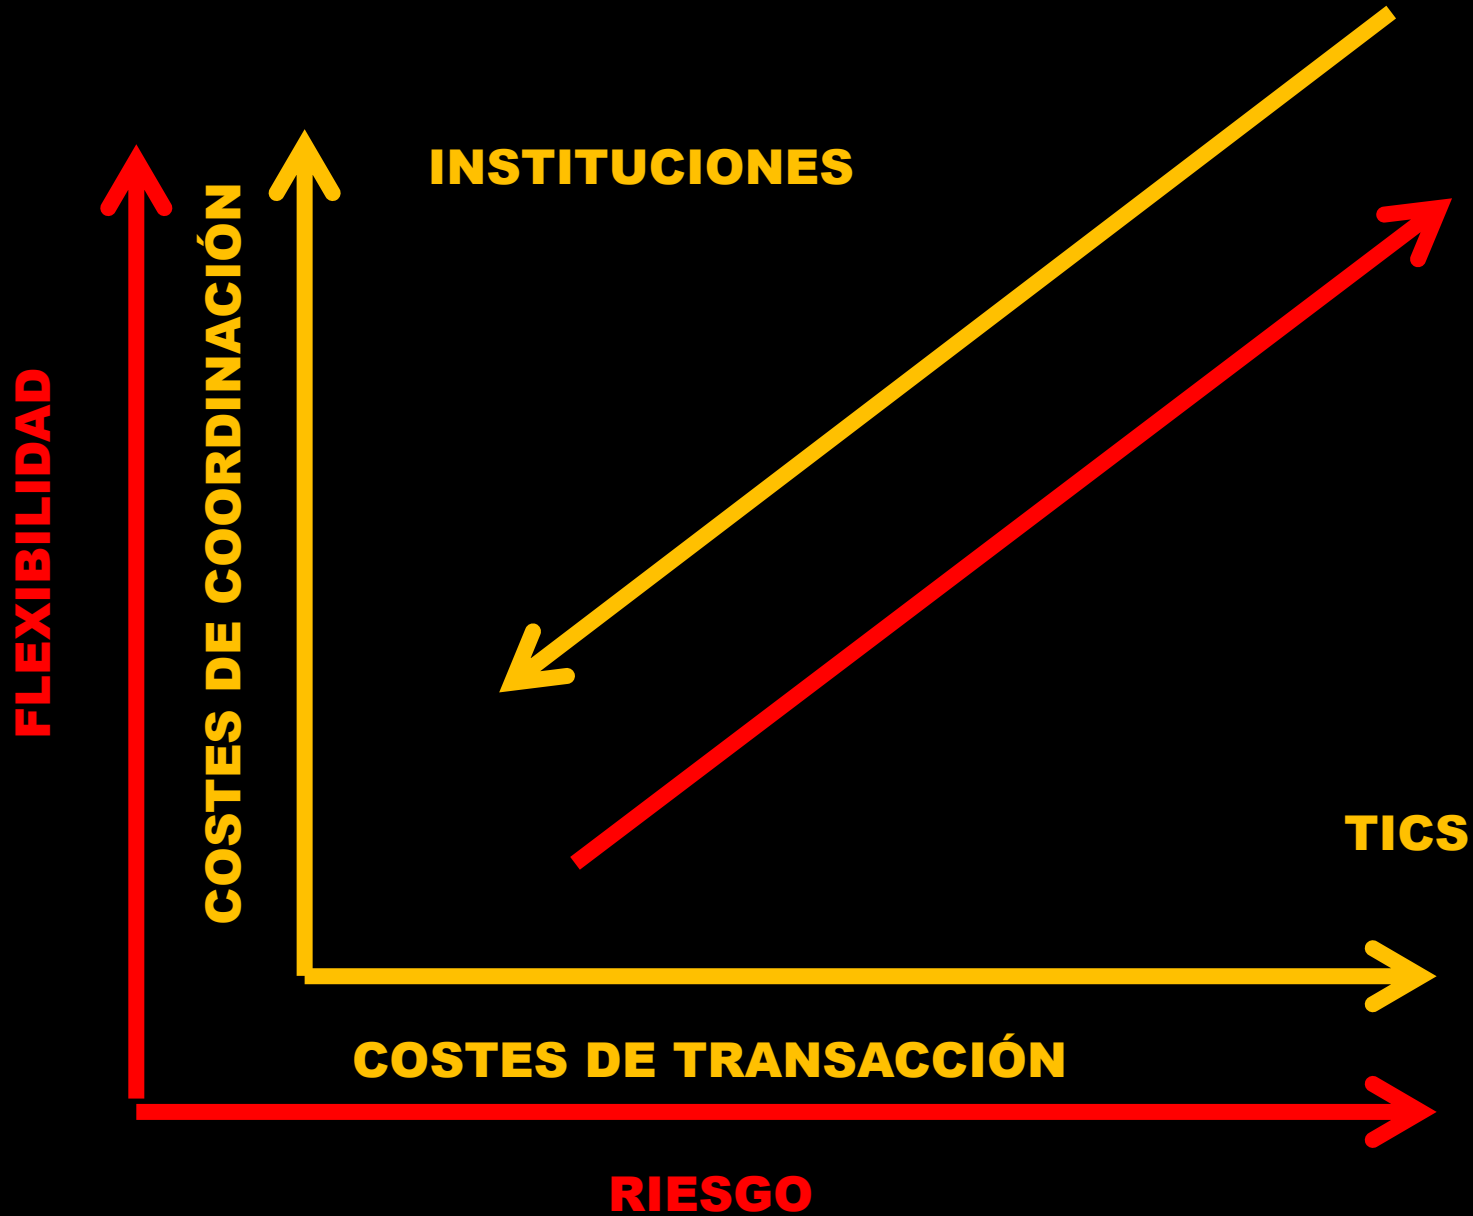 INSTITUCIONES
COSTES DE COORDINACIÓN
FLEXIBILIDAD
TICS
COSTES DE TRANSACCIÓN
RIESGO